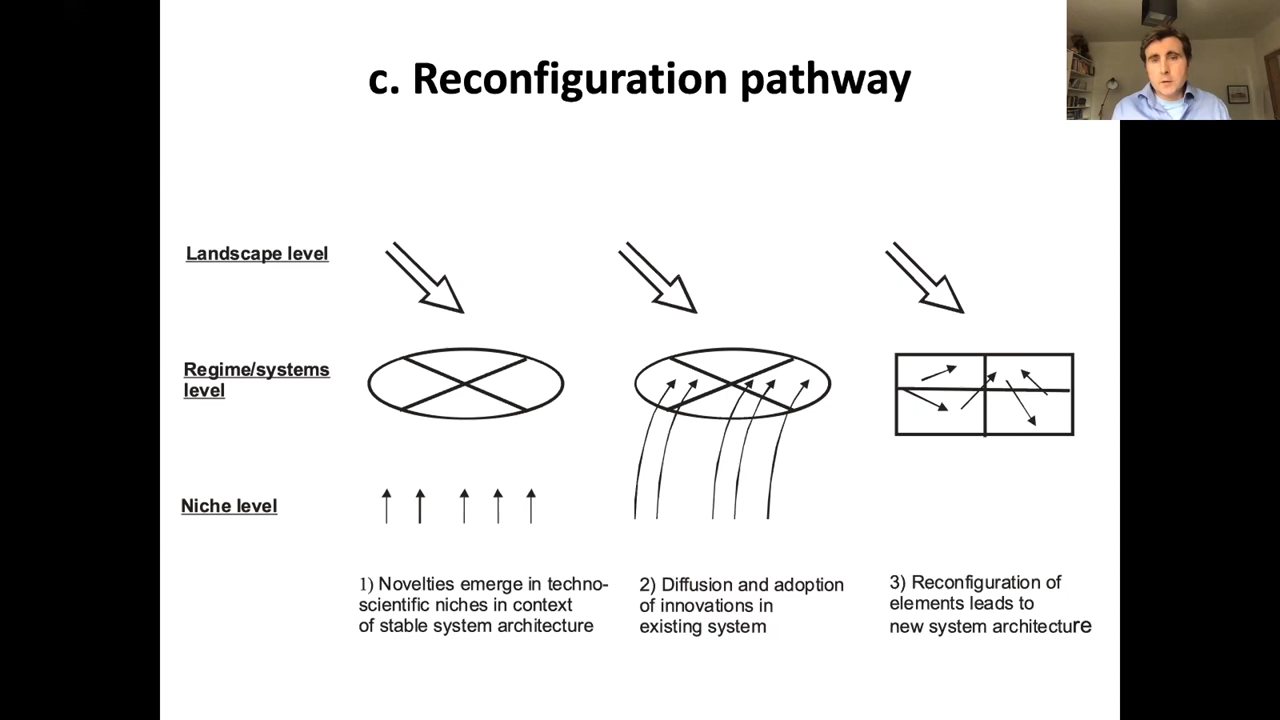 c. Reconfiguration pathway
Landscape level
Regime/systems
level
Niche level
1) Novelties emerge in techno-
scientific niches in context
of stable system architecture
2) Diffusion and adoption
of innovations in
existing system
3) Reconfiguration of
elements leads to
new system architecture